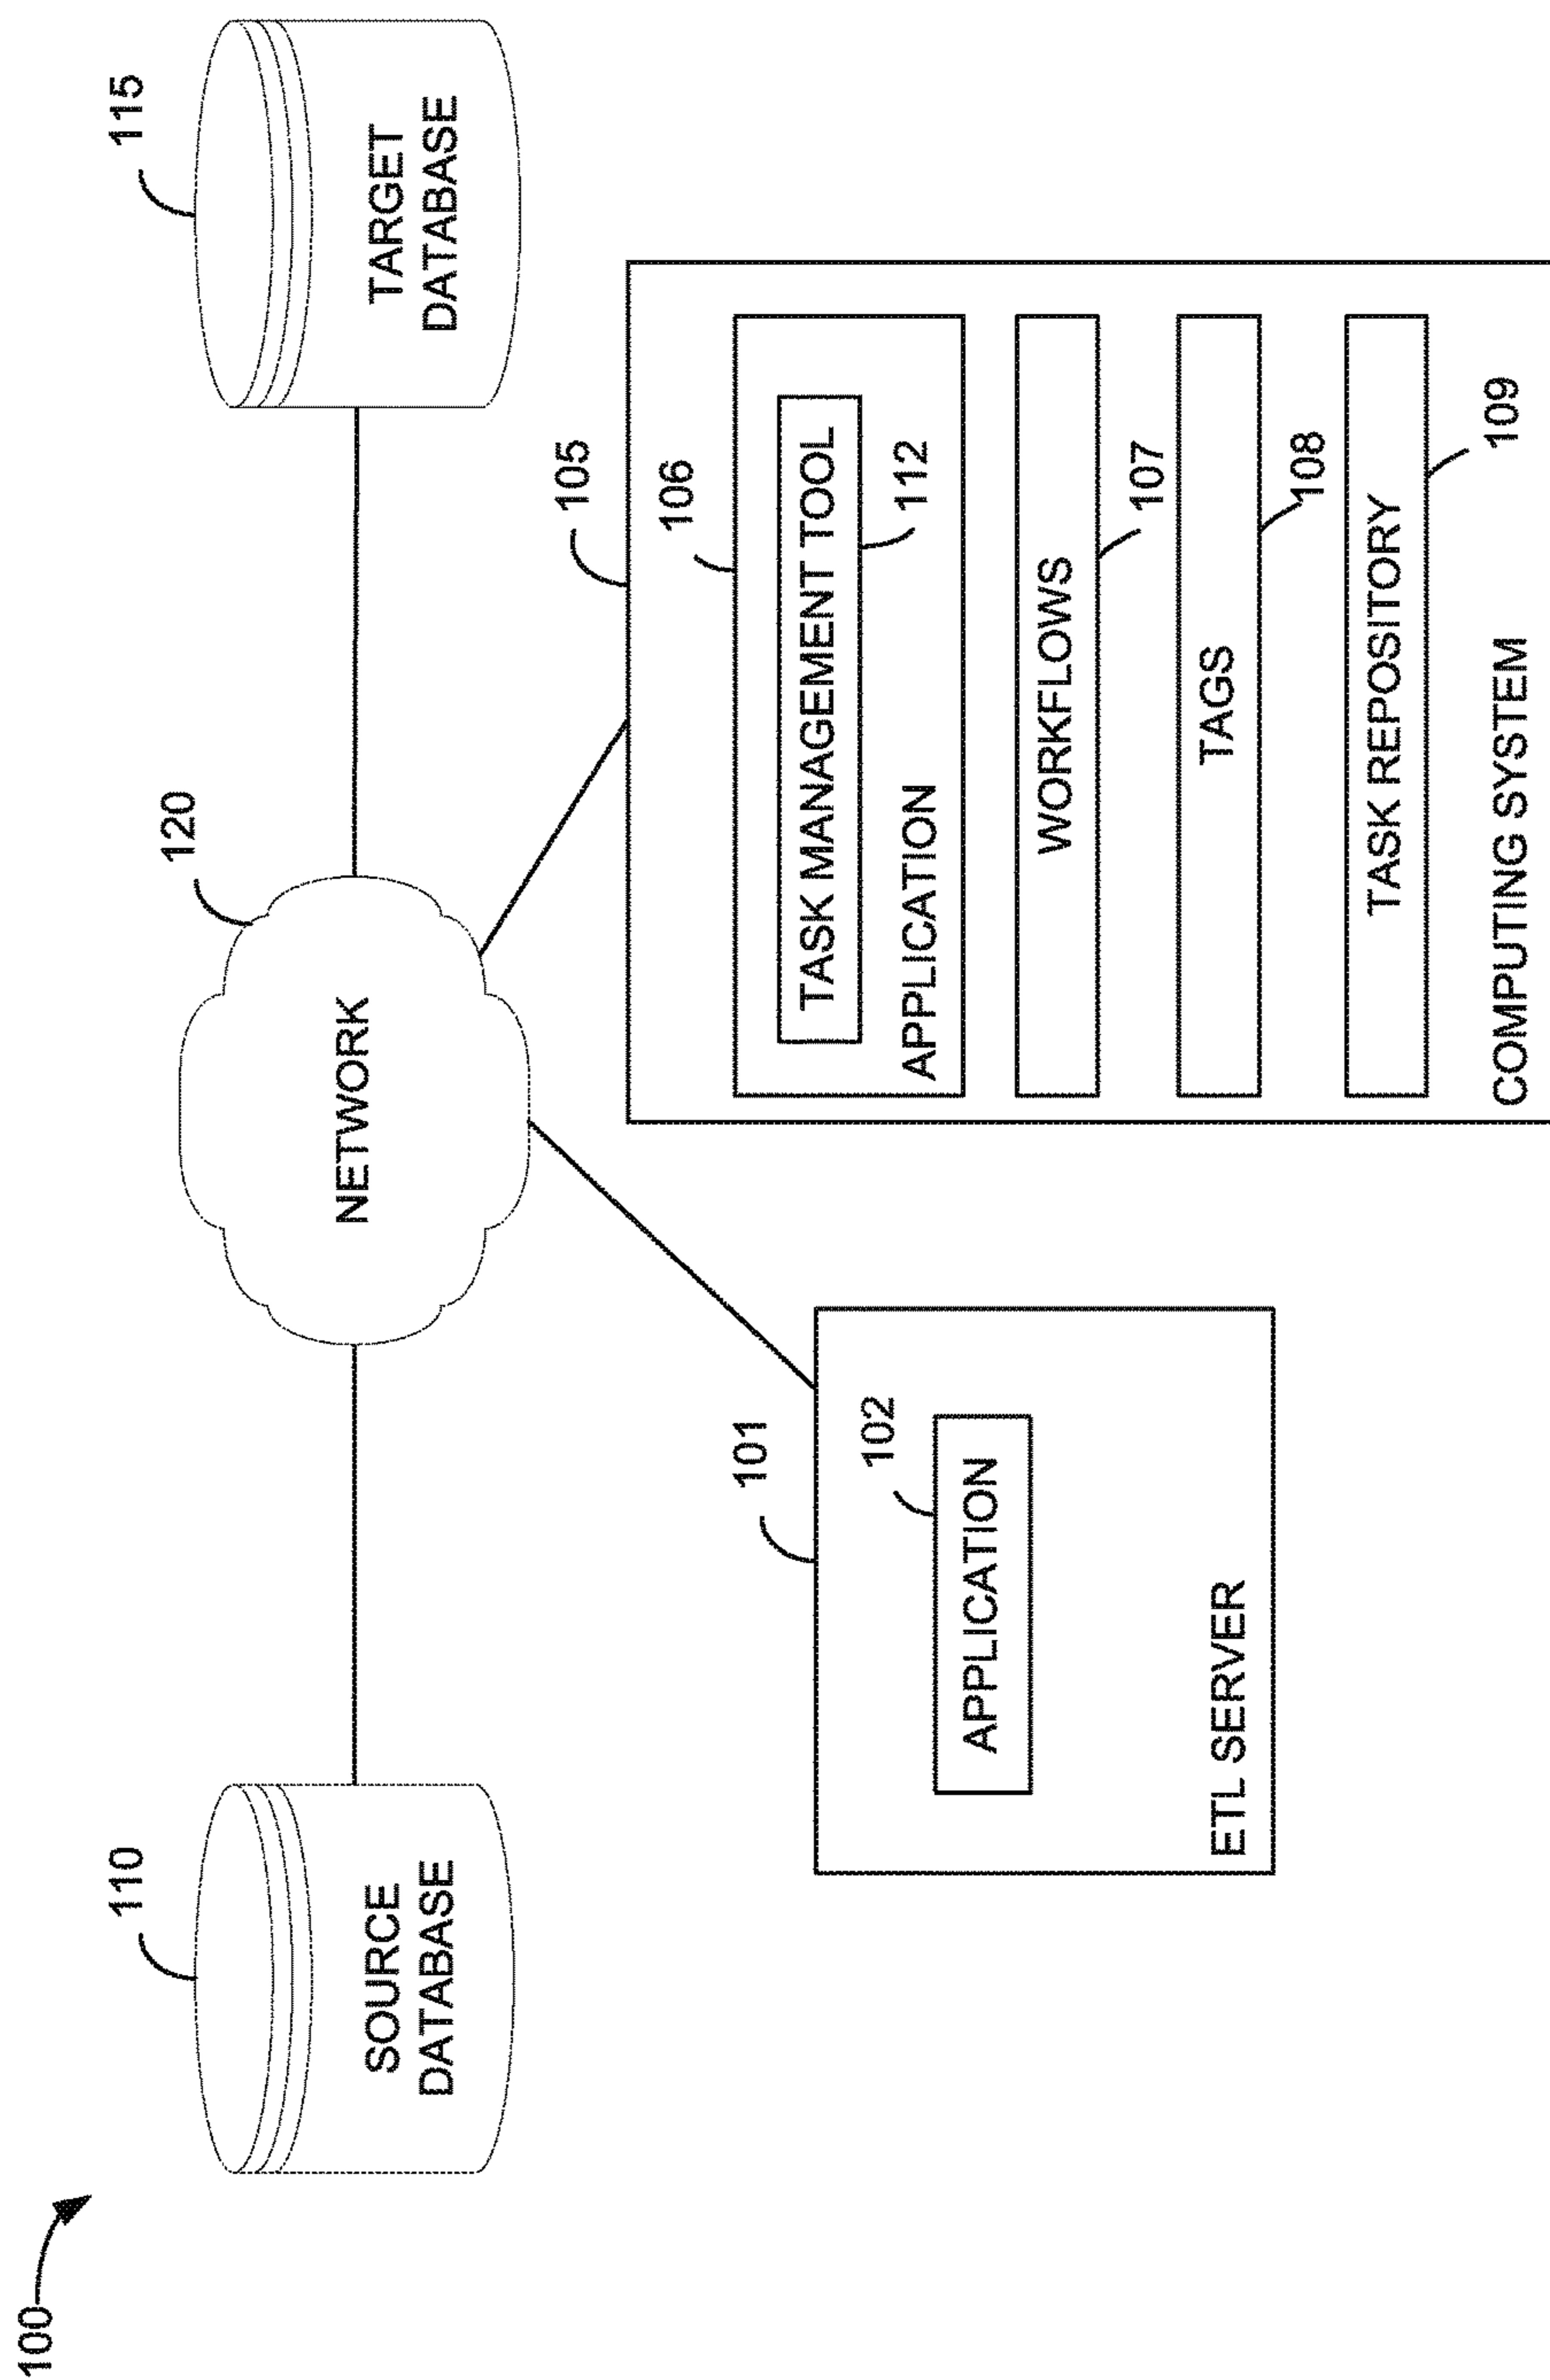 100
110
SOURCE
DATABASE
120
NETWORK
115
TARGET
DATABASE
101
102
APPLICATION
ETL SERVER
105
106
TASK MANAGEMENT TOOL
112
APPLICATION
WORKFLOWS
107
TAGS
108
TASK REPOSITORY
109
COMPUTING SYSTEM